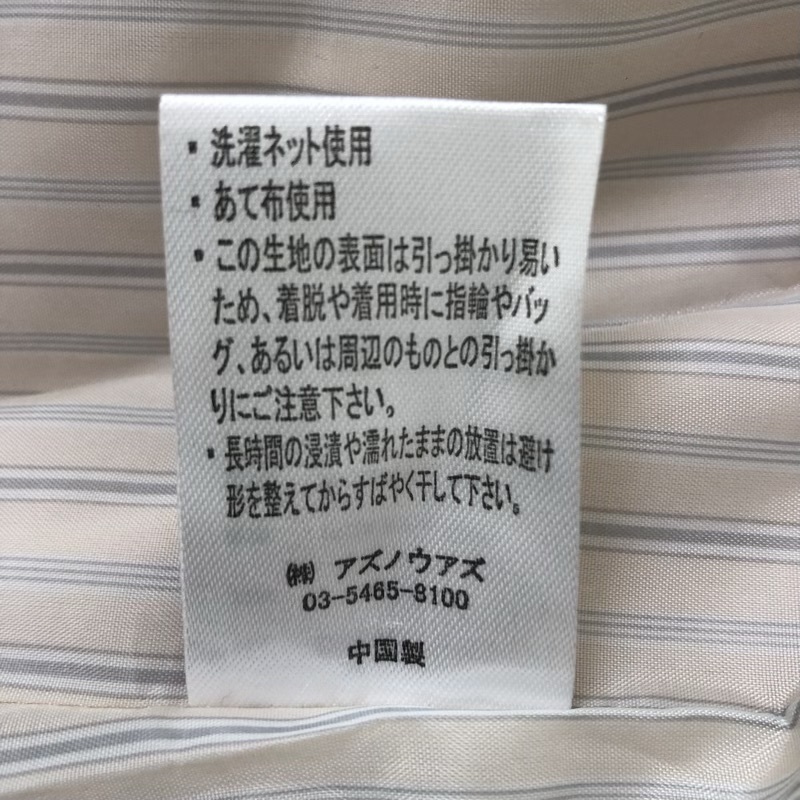 ・洗濯ネット使用
・あて布使用
・この生地の表面は引っ掛かり易い
ため、着脱や着用時に指輪やバッ
グ、あるいは周辺のものとの引っ掛か
りにご注意下さい。
・長時間の浸漬や濡れたままの放置は避け
形を整えてからすばやく干して下さい。
㈱ アズノウアズ
03-5465-8100
中国製